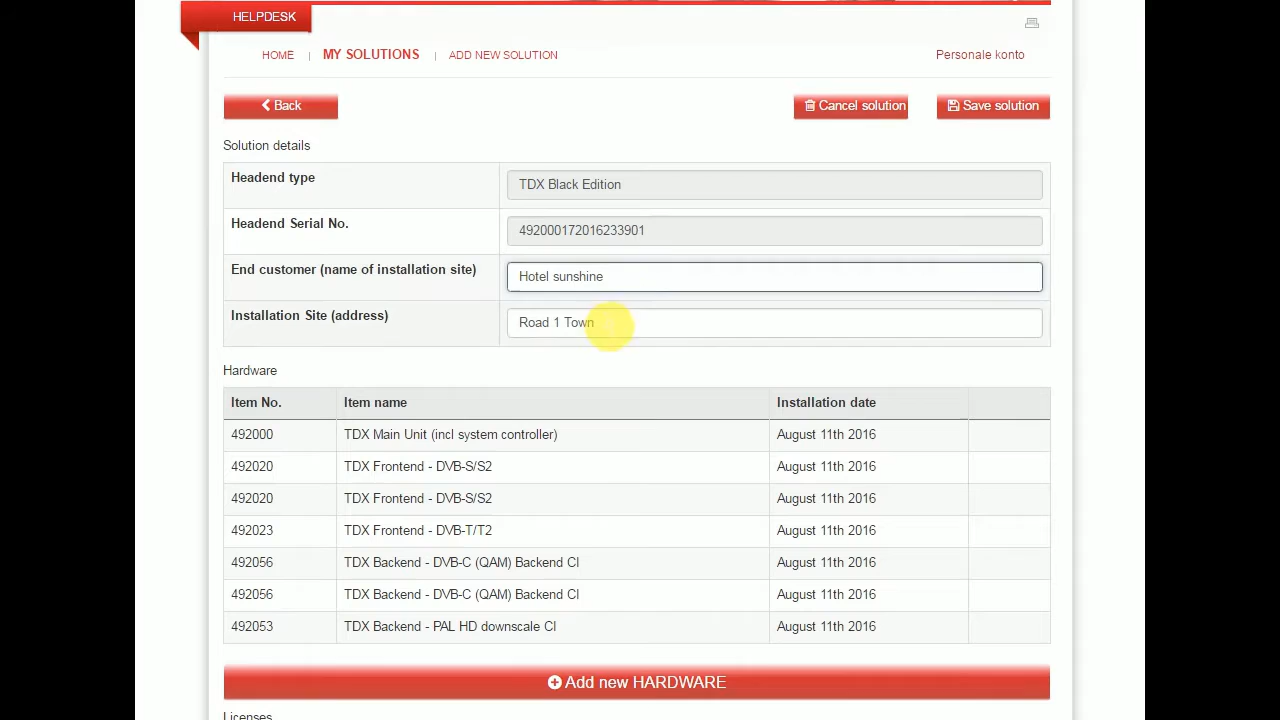 HELPDESK
HOME | MY SOLUTIONS | ADD NEW SOLUTION Personale konto
Back Cancel solution Save solution
Solution details
Headend type TDX Black Edition
Headend Serial No. 492000172016233901
End customer (name of installation site) Hotel sunshine
Installation Site (address) Road 1 Town
Hardware
Item No. Item name Installation date
492000 TDX Main Unit (incl system controller) August 11th 2016
492020 TDX Frontend - DVB-S/S2 August 11th 2016
492020 TDX Frontend - DVB-S/S2 August 11th 2016
492023 TDX Frontend - DVB-T/T2 August 11th 2016
492056 TDX Backend - DVB-C (QAM) Backend CI August 11th 2016
492056 TDX Backend - DVB-C (QAM) Backend CI August 11th 2016
492053 TDX Backend - PAL HD downscale CI August 11th 2016
Add new HARDWARE
Licenses